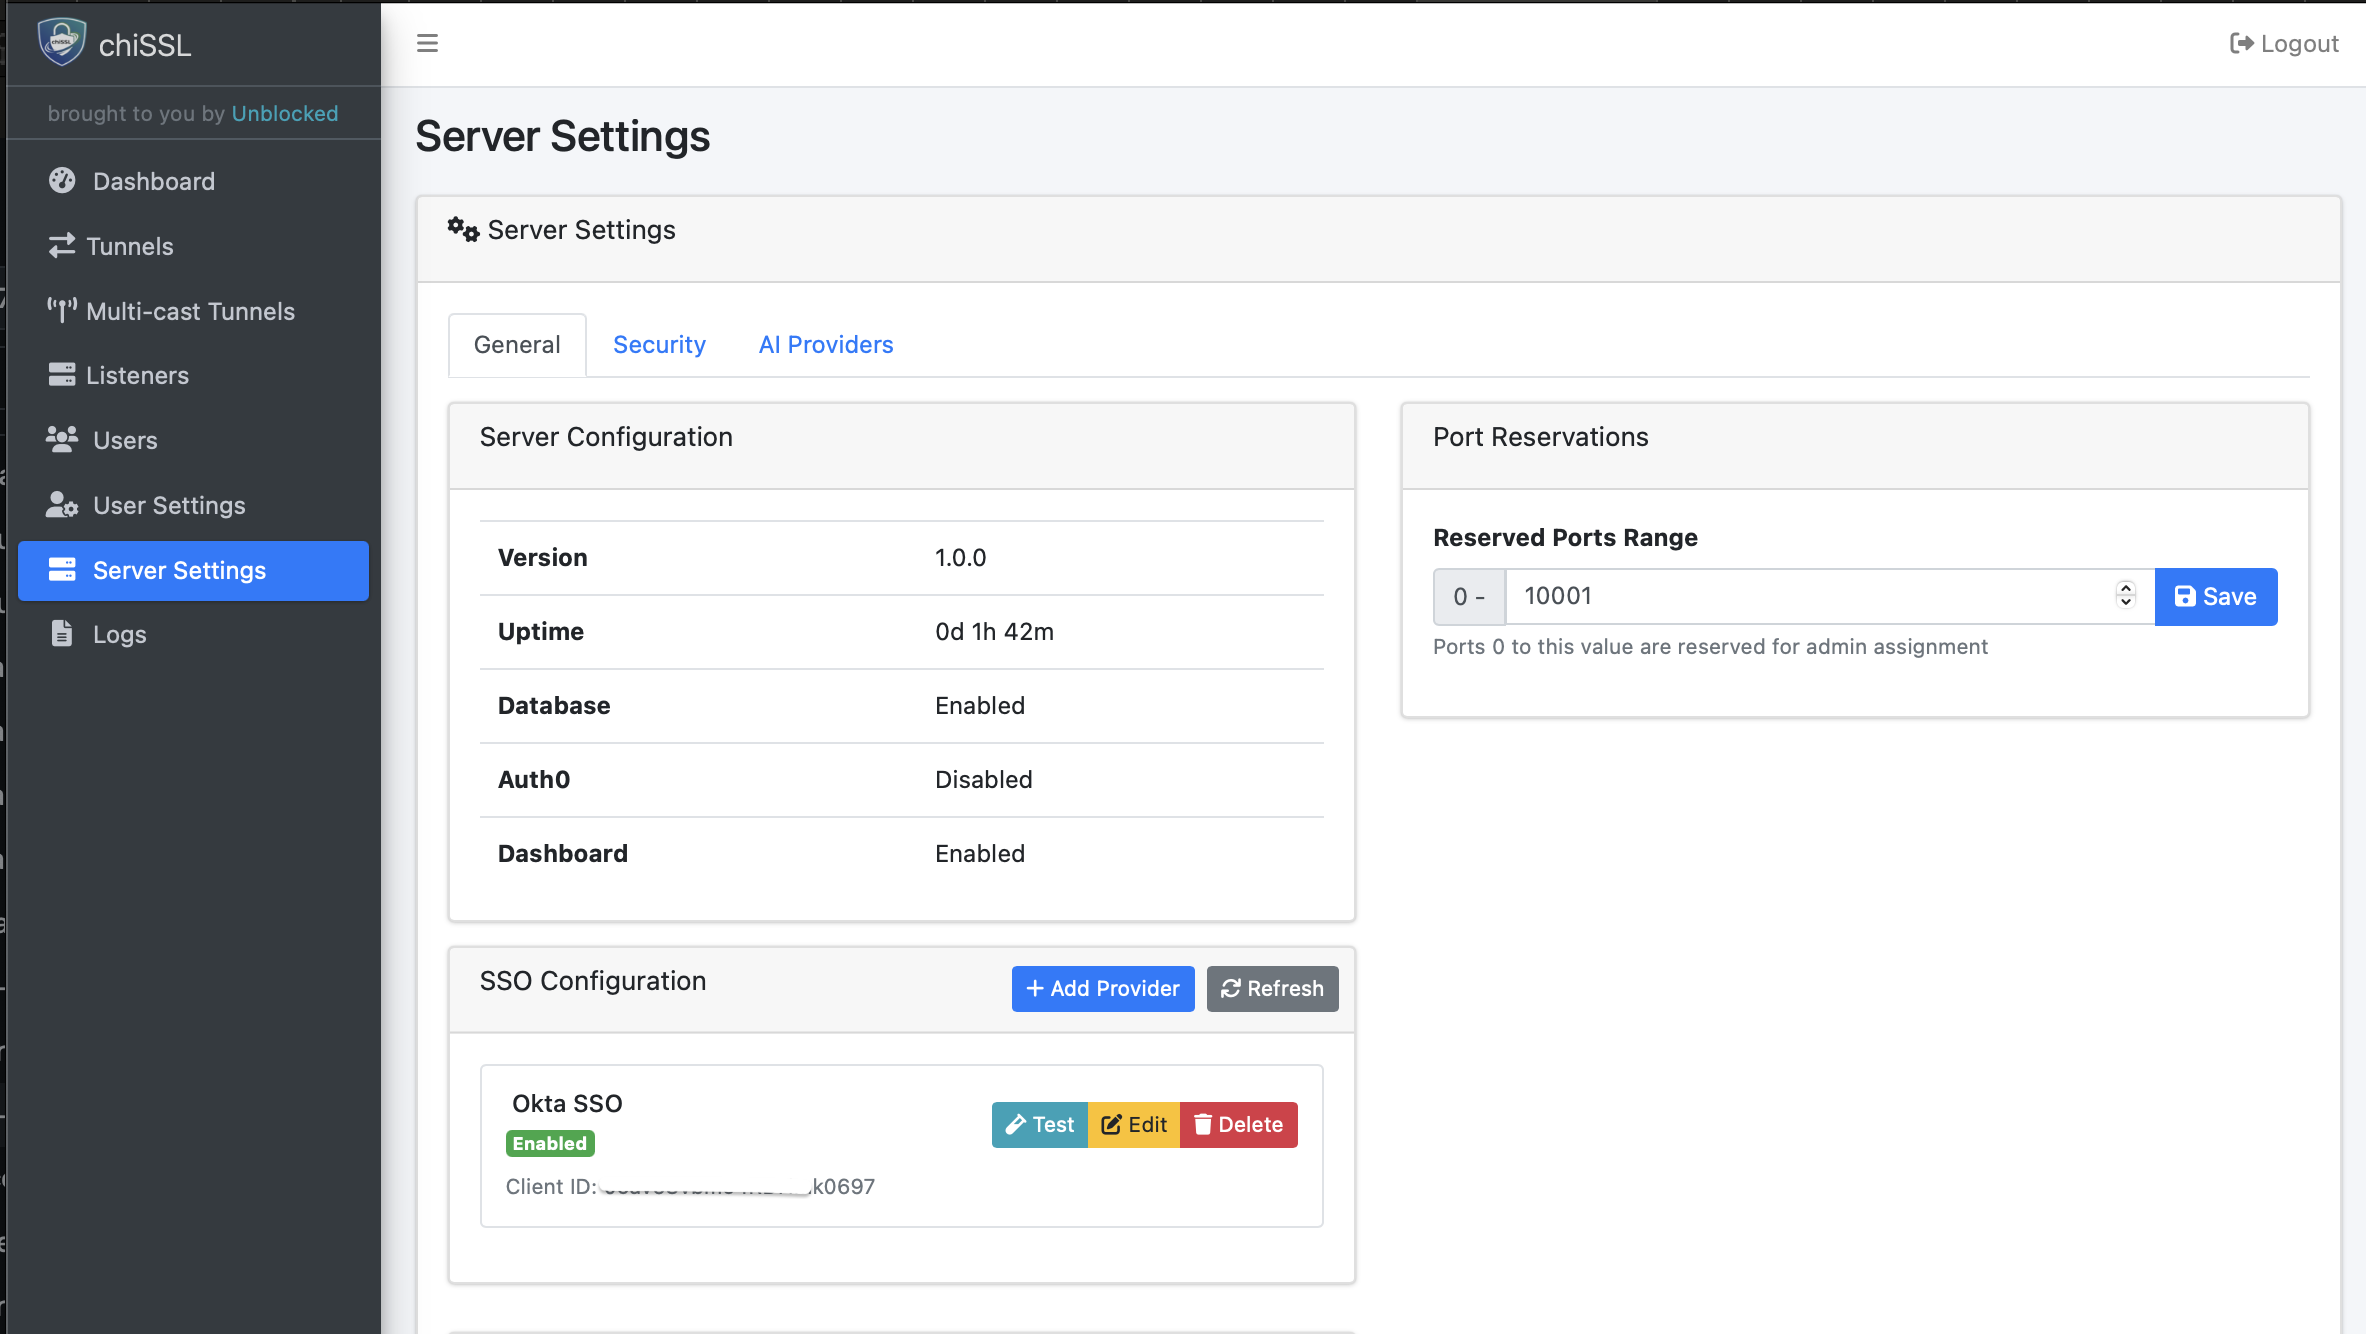 chiSSL
Logout
brought to you by Unblocked
Dashboard
Tunnels
Multi-cast Tunnels
Listeners
Users
User Settings
Server Settings
Logs
Server Settings
Server Settings
General Security AI Providers
Server Configuration
Version 1.0.0
Uptime 0d 1h 42m
Database Enabled
Auth0 Disabled
Dashboard Enabled
Port Reservations
Reserved Ports Range
0 - 10001 Save
Ports 0 to this value are reserved for admin assignment
SSO Configuration
Add Provider Refresh
Okta SSO
Test Edit Delete
Enabled
Client ID: k0697